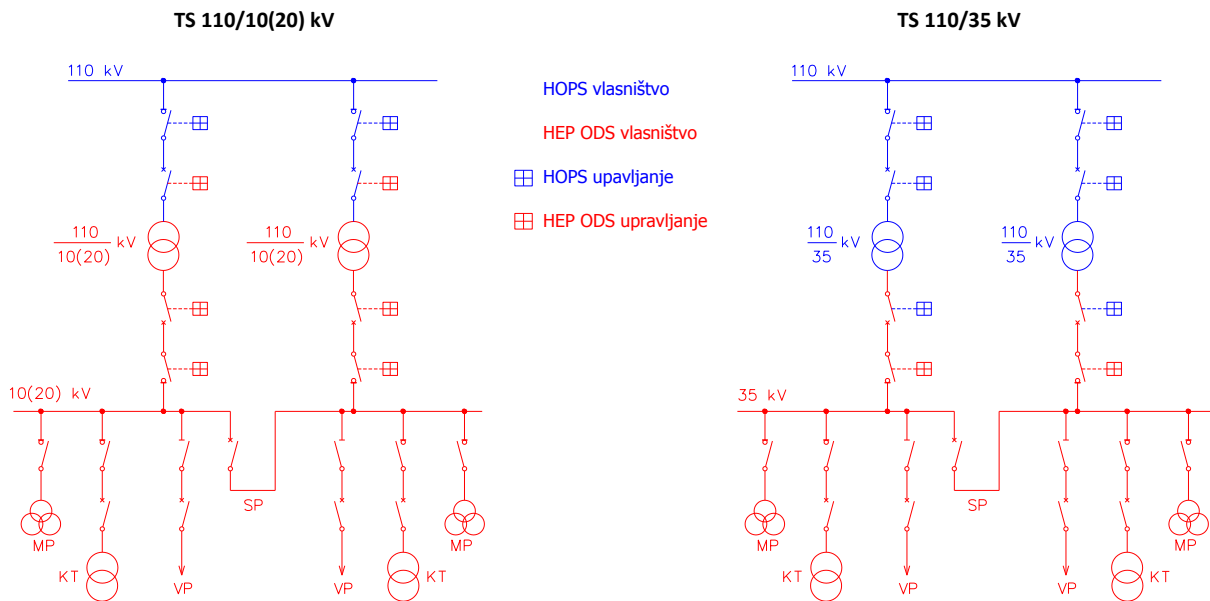 TS 110/10(20) kV
TS 110/35 kV
110 kV
110 kV
HOPS vlasništvo
HEP ODS vlasništvo
HOPS upavljanje
HEP ODS upravljanje
110
10(20)
kV
110
10(20)
kV
110
35
kV
110
35
kV
10(20) kV
35 kV
SP
SP
MP
MP
MP
MP
KT
VP
VP
KT
KT
VP
VP
KT